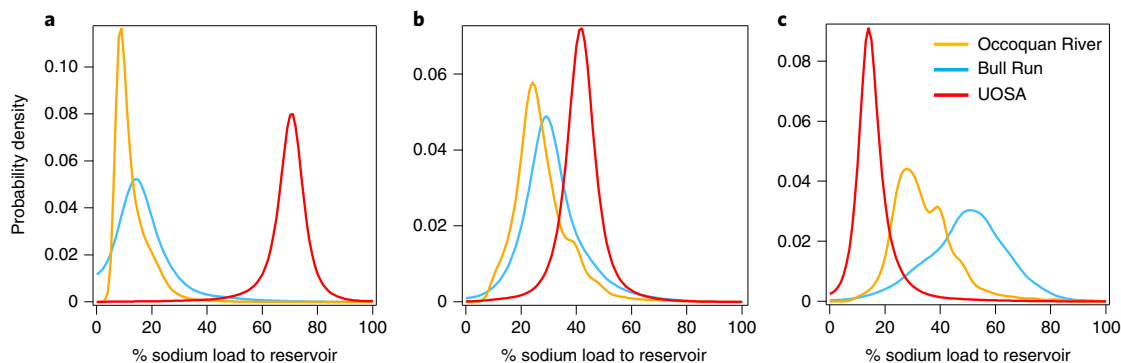 a
b
c
Probability density
0.10
0.08
0.06
0.04
0.02
0
0 20 40 60 80 100
% sodium load to reservoir
0.06
0.04
0.02
0
0 20 40 60 80 100
% sodium load to reservoir
0.08
0.06
0.04
0.02
0
0 20 40 60 80 100
% sodium load to reservoir
Occoquan River
Bull Run
UOSA